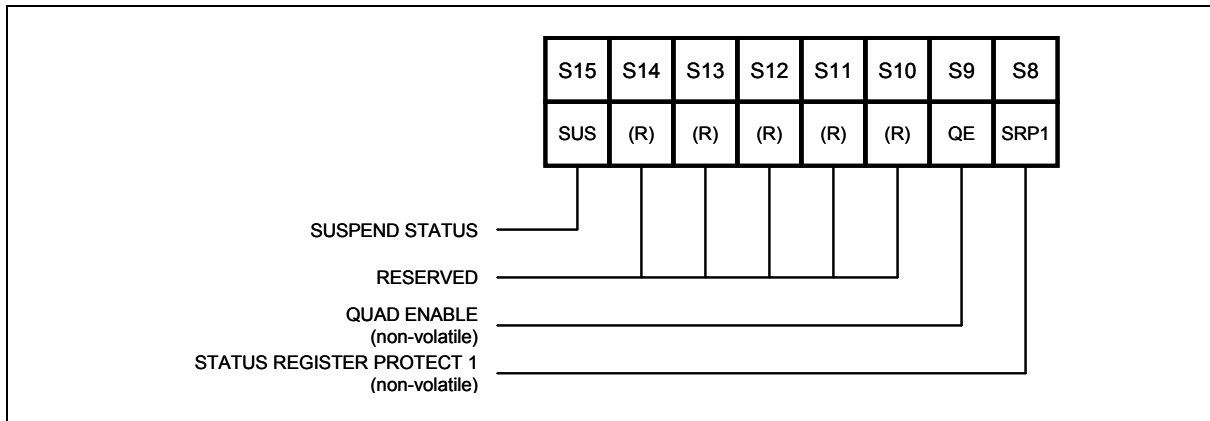 S15 S14 S13 S12 S11 S10 S9 S8
SUS (R) (R) (R) (R) (R) QE SRP1
SUSPEND STATUS
RESERVED
QUAD ENABLE
(non-volatile)
STATUS REGISTER PROTECT 1
(non-volatile)